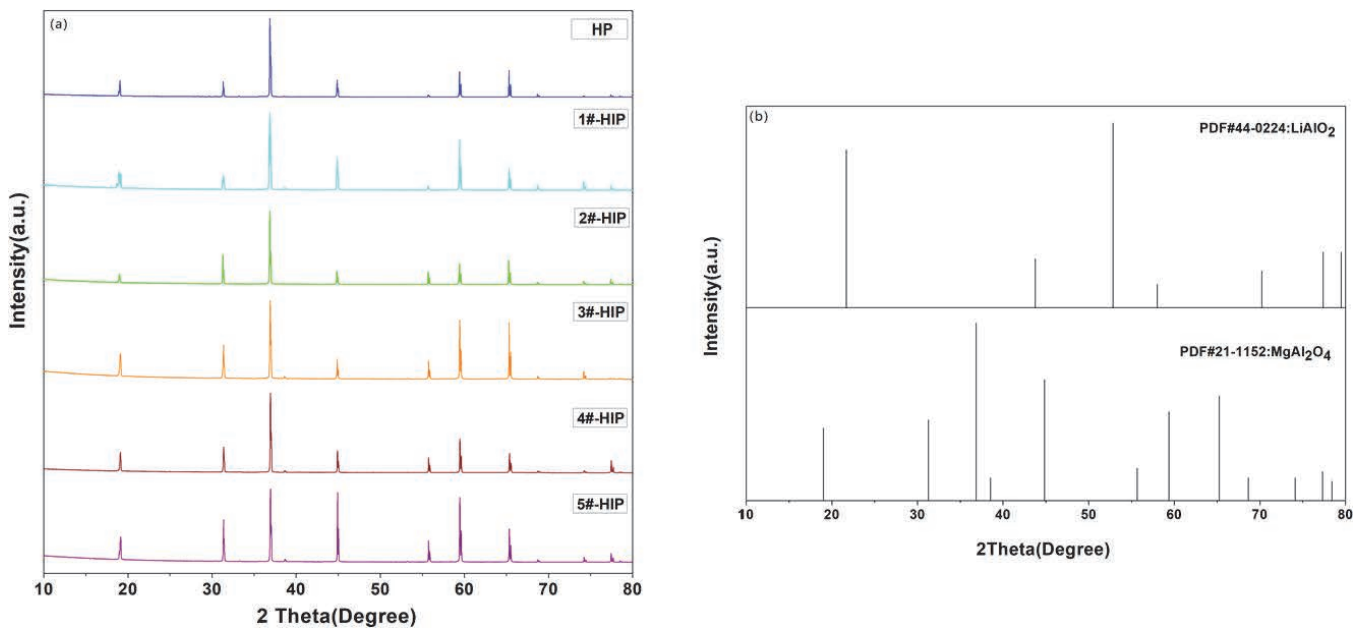 (a)
HP
1#-HIP
2#-HIP
3#-HIP
4#-HIP
5#-HIP
Intensity(a.u.)
10 20 30 40 50 60 70 80
2 Theta(Degree)
(b)
PDF#44-0224:LiAlO₂
PDF#21-1152:MgAl₂O₄
Intensity(a.u.)
10 20 30 40 50 60 70 80
2Theta(Degree)